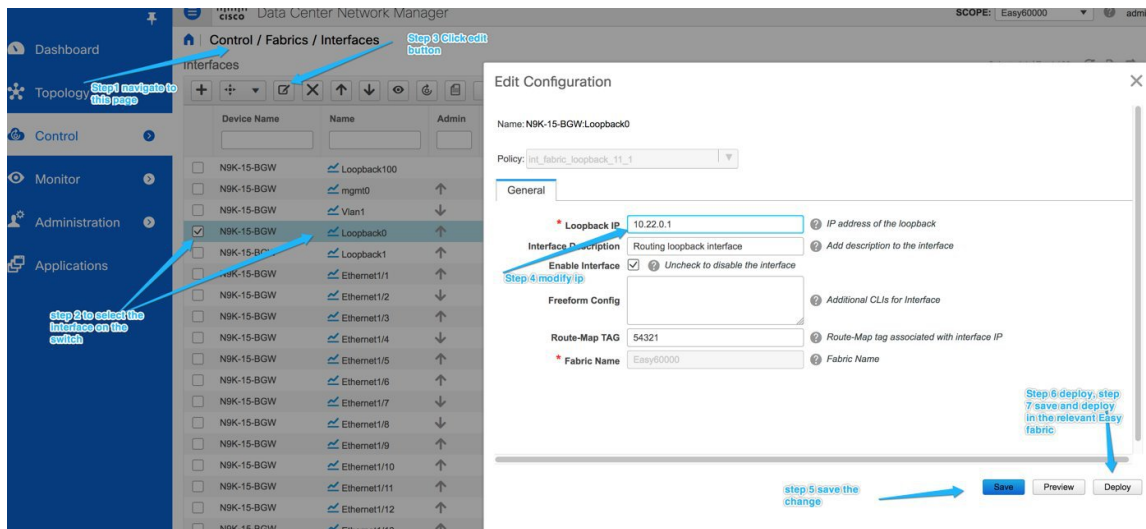 cisco Data Center Network Manager
SCOPE: Easy60000
Dashboard
Topology
Control
Monitor
Administration
Applications
Control / Fabrics / Interfaces
Step 3 Click edit
button
Interfaces
Step1 navigate to
this page
Device Name Name Admin
N9K-15-BGW Loopback100
N9K-15-BGW mgmt0
N9K-15-BGW Vlan1
N9K-15-BGW Loopback0
N9K-15-BGW Loopback1
N9K-15-BGW Ethernet1/1
N9K-15-BGW Ethernet1/2
N9K-15-BGW Ethernet1/3
N9K-15-BGW Ethernet1/4
N9K-15-BGW Ethernet1/5
N9K-15-BGW Ethernet1/6
N9K-15-BGW Ethernet1/7
N9K-15-BGW Ethernet1/8
N9K-15-BGW Ethernet1/9
N9K-15-BGW Ethernet1/10
N9K-15-BGW Ethernet1/11
N9K-15-BGW Ethernet1/12
step 2 to select the
interface on the
switch
Edit Configuration
Name: N9K-15-BGW:Loopback0
Policy: int_fabric_loopback_11_1
General
* Loopback IP 10.22.0.1 IP address of the loopback
Interface Description Routing loopback interface Add description to the interface
Enable Interface Uncheck to disable the interface
Step 4 modify ip
Freeform Config Additional CLIs for Interface
Route-Map TAG 54321 Route-Map tag associated with interface IP
* Fabric Name Easy60000 Fabric Name
Step 6 deploy, step
7 save and deploy
in the relevant Easy
fabric
step 5 save the
change
Save Preview Deploy